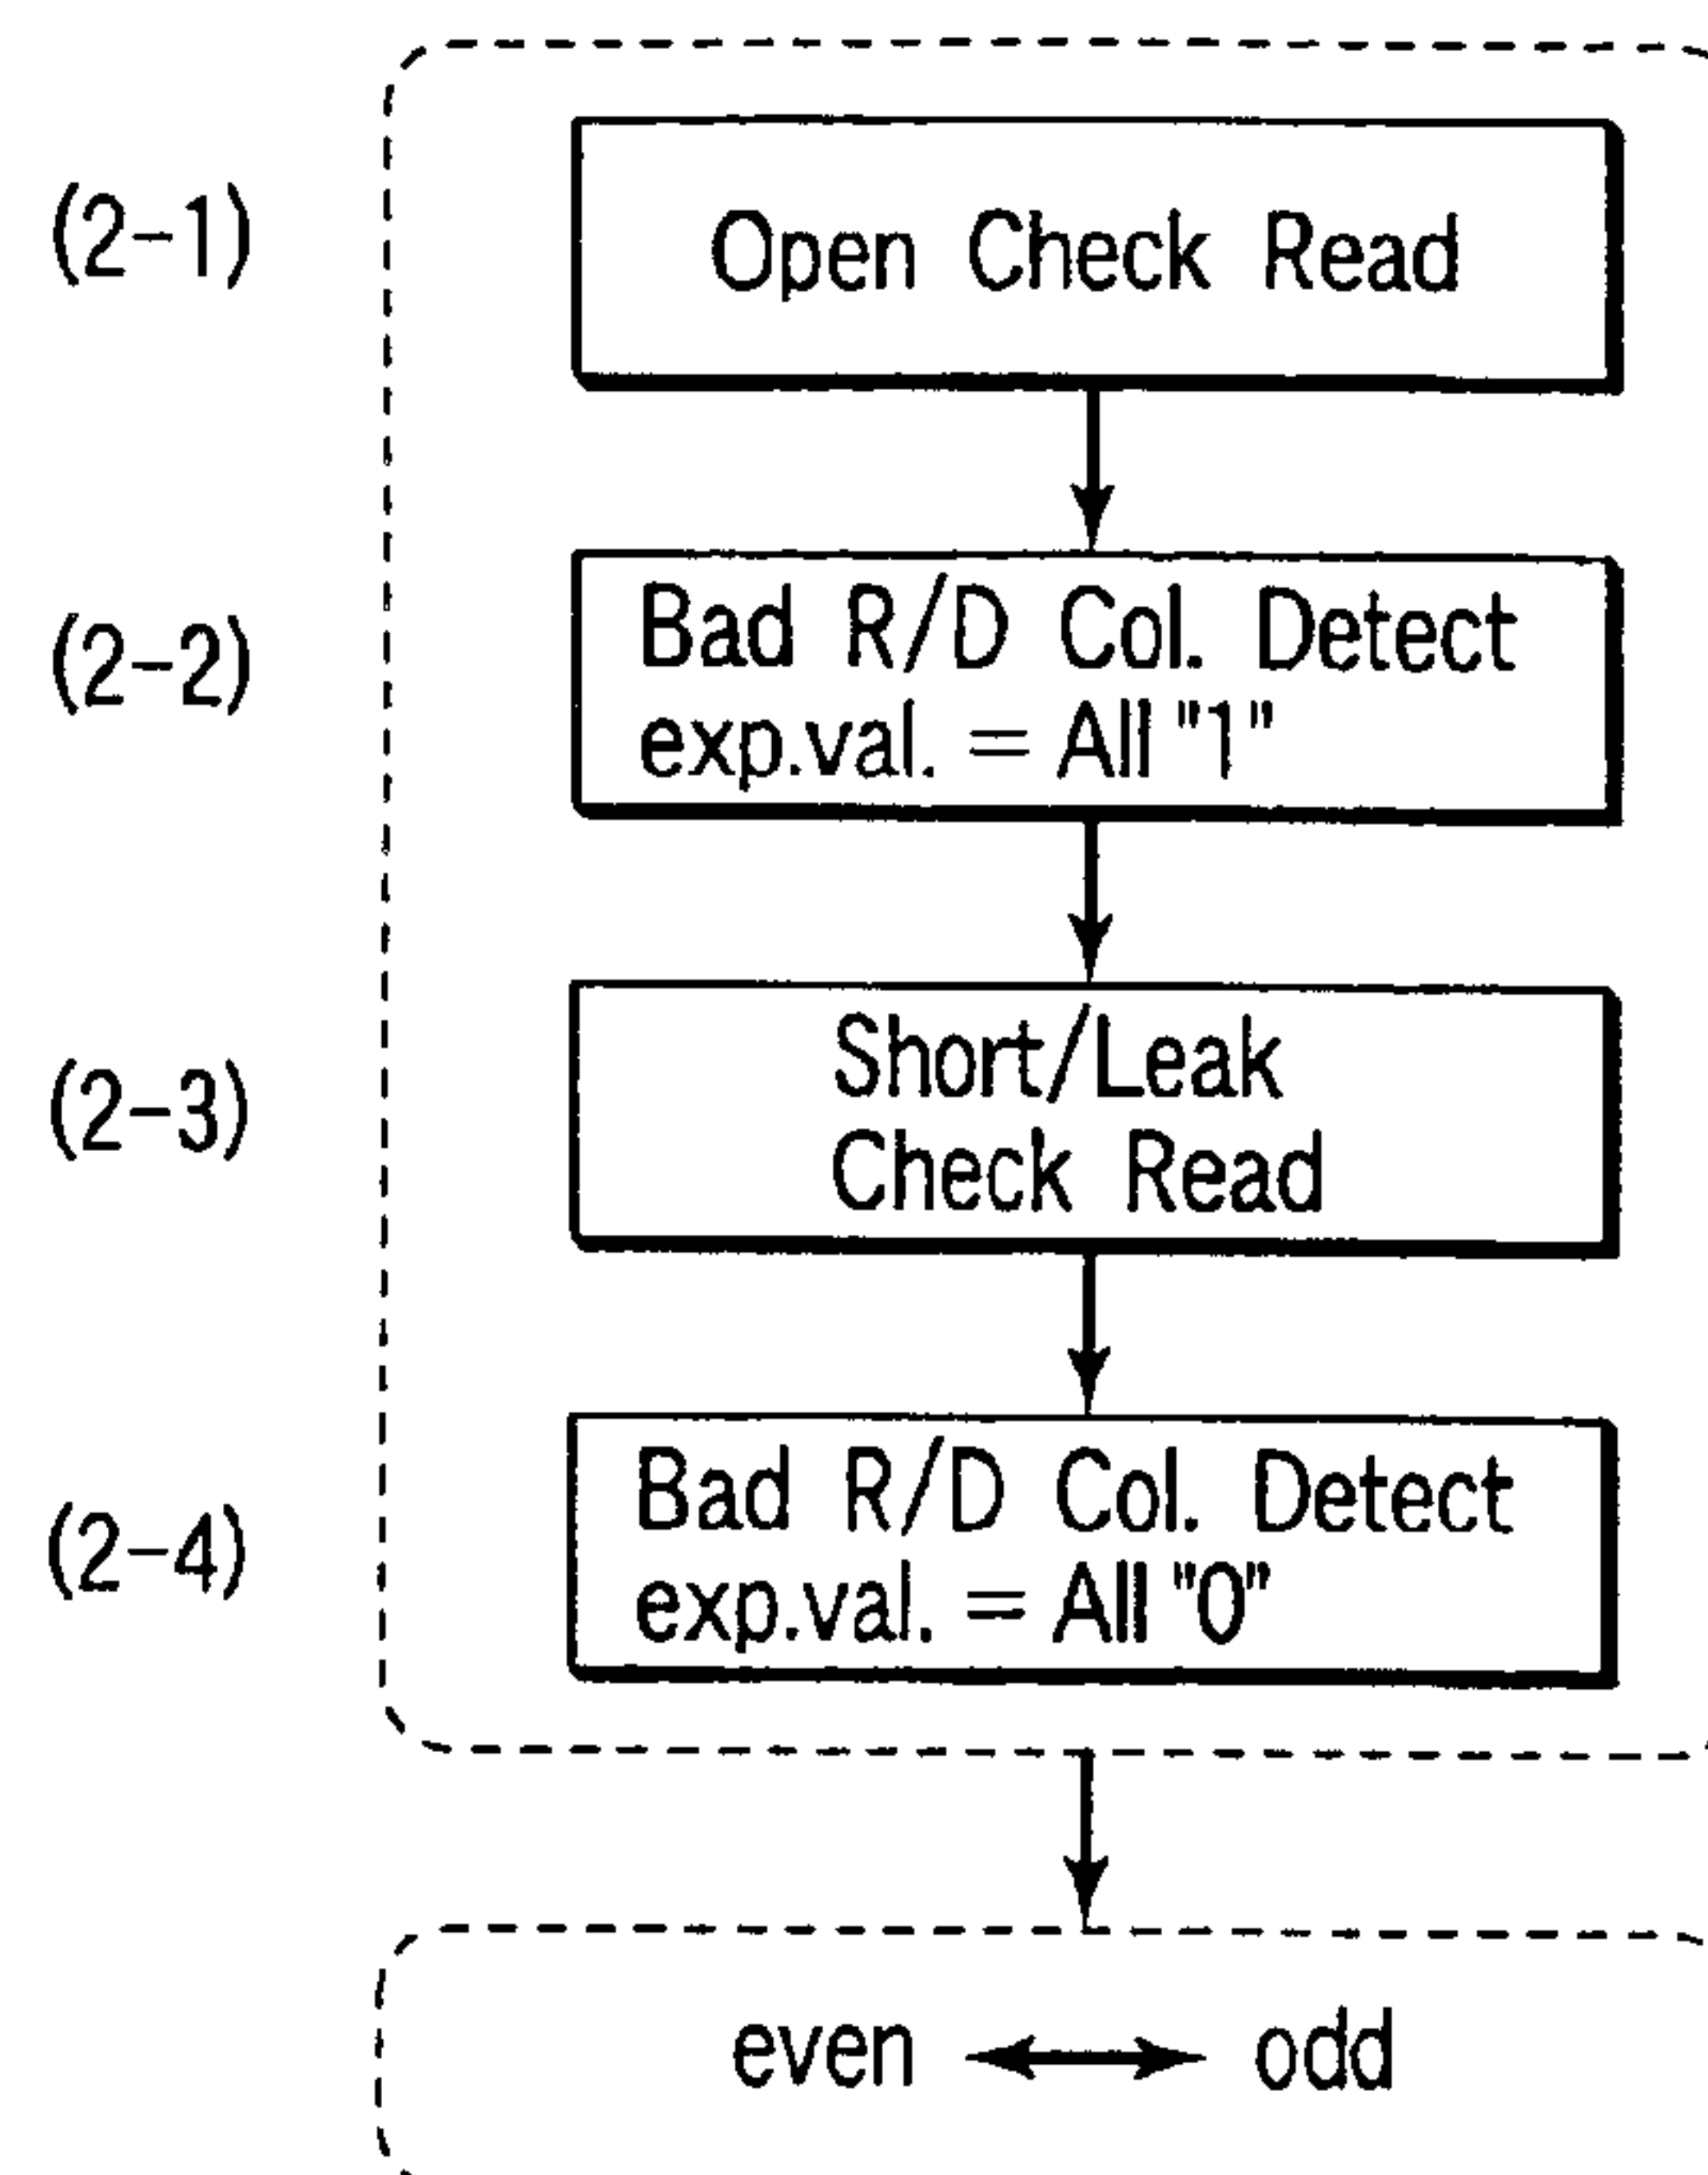 (2-1)
Open Check Read
(2-2)
Bad R/D Col. Detect
exp.val. = All "1"
(2-3)
Short/Leak
Check Read
(2-4)
Bad R/D Col. Detect
exp.val. = All "0"
even ⟷ odd